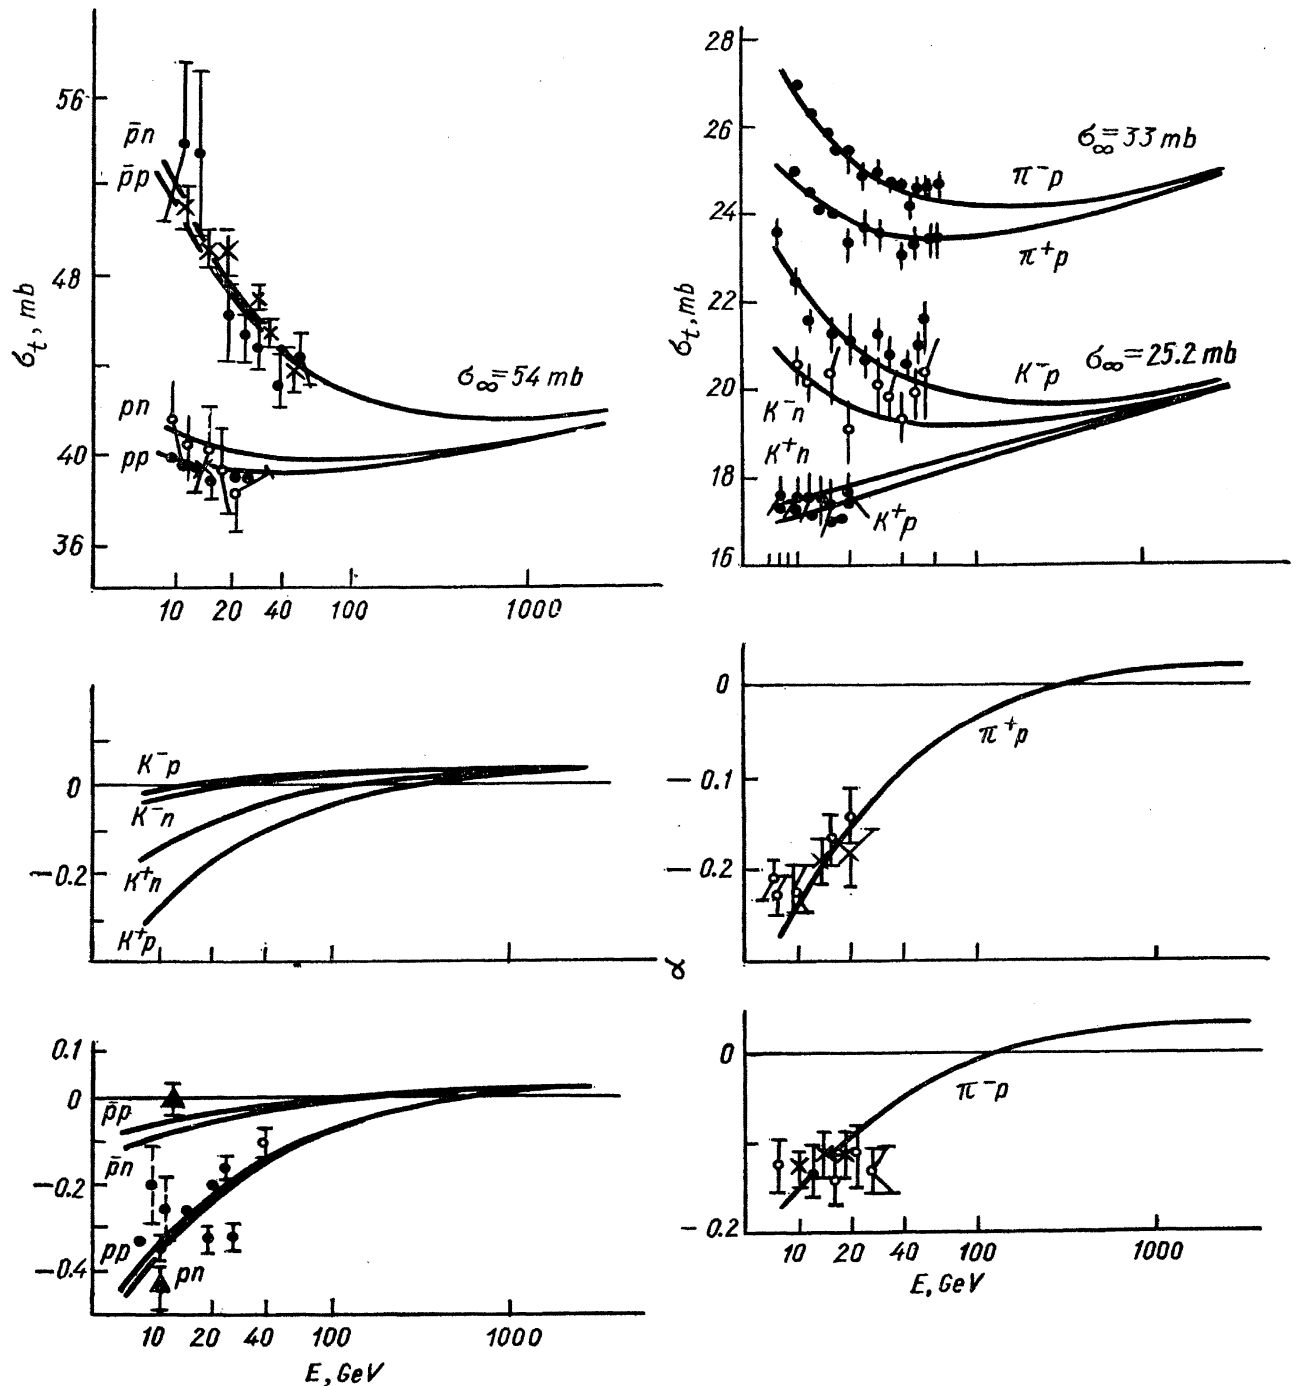 56
p̄n
p̄p
48
σt, mb
σ∞=54 mb
pn
40
pp
36
10 20 40 100 1000
28
26
σ∞=33 mb
π⁻p
24
π⁺p
22
σt, mb
σ∞=25.2 mb
20
K⁻p
K⁻n
K⁺n
18
K⁺p
16
K⁻p
0
K⁻n
K⁺n
-0.2
K⁺p
0
π⁺p
-0.1
-0.2
α
0.1
0
p̄p
p̄n
-0.2
pp
pn
-0.4
10 20 40 100 1000
E, GeV
0
π⁻p
-0.2
10 20 40 100 1000
E, GeV